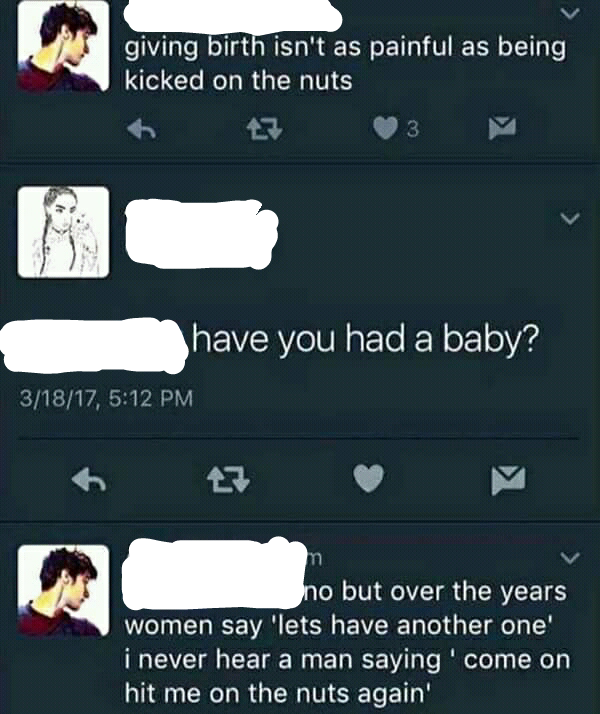 giving birth isn't as painful as being
kicked on the nuts
3
have you had a baby?
3/18/17, 5:12 PM
no but over the years
women say 'lets have another one'
i never hear a man saying ' come on
hit me on the nuts again'